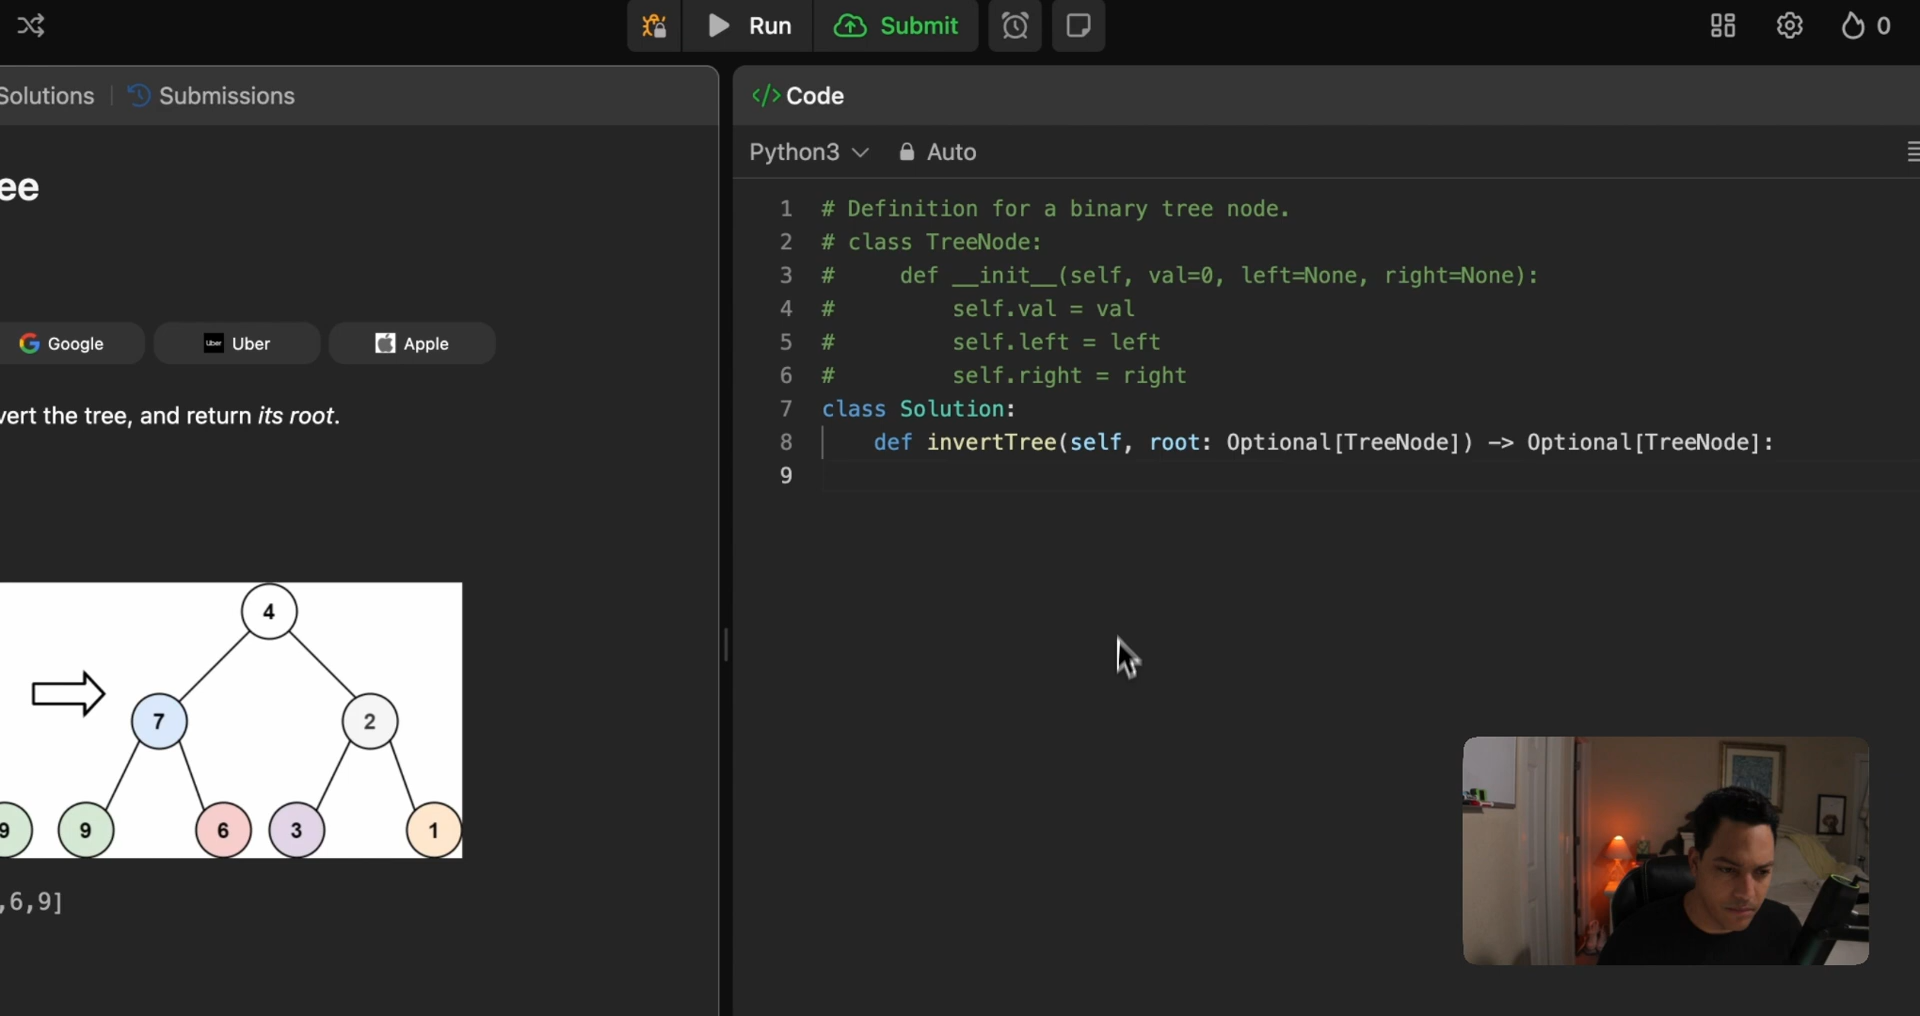 Run
Submit
0
Solutions
Submissions
ee
Google
Uber
Uber
Apple
vert the tree, and return its root.
4
7
2
9
9
6
3
1
,6,9]
</> Code
Python3
Auto
1 # Definition for a binary tree node.
2 # class TreeNode:
3 #     def __init__(self, val=0, left=None, right=None):
4 #         self.val = val
5 #         self.left = left
6 #         self.right = right
7 class Solution:
8     def invertTree(self, root: Optional[TreeNode]) -> Optional[TreeNode]:
9